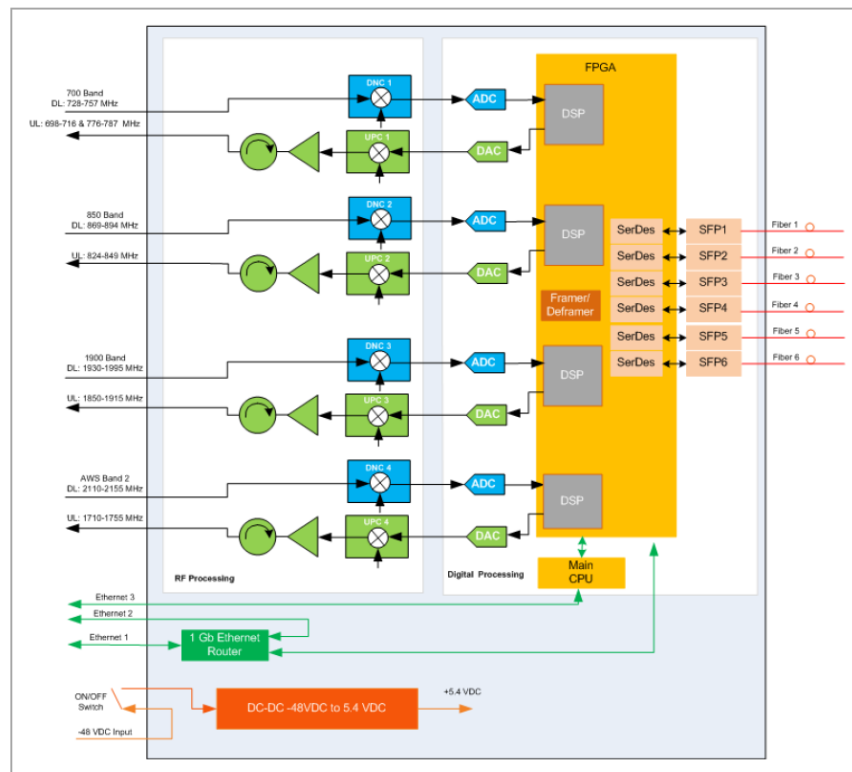 FPGA
700 Band
DL: 728-757 MHz
DNC 1
ADC
DSP
UL: 698-716 & 776-787 MHz
UPC 1
DAC
850 Band
DL: 869-894 MHz
DNC 2
ADC
DSP
UL: 824-849 MHz
UPC 2
DAC
SerDes
SFP1
Fiber 1
SerDes
SFP2
Fiber 2
SerDes
SFP3
Fiber 3
SerDes
SFP4
Fiber 4
SerDes
SFP5
Fiber 5
SerDes
SFP6
Fiber 6
Framer/
Deframer
1900 Band
DL: 1930-1995 MHz
DNC 3
ADC
DSP
UL: 1850-1915 MHz
UPC 3
DAC
AWS Band 2
DL: 2110-2155 MHz
DNC 4
ADC
DSP
UL: 1710-1755 MHz
UPC 4
DAC
RF Processing
Digital Processing
Main
CPU
Ethernet 3
Ethernet 2
Ethernet 1
1 Gb Ethernet
Router
ON/OFF
Switch
-48 VDC Input
DC-DC -48VDC to 5.4 VDC
+5.4 VDC